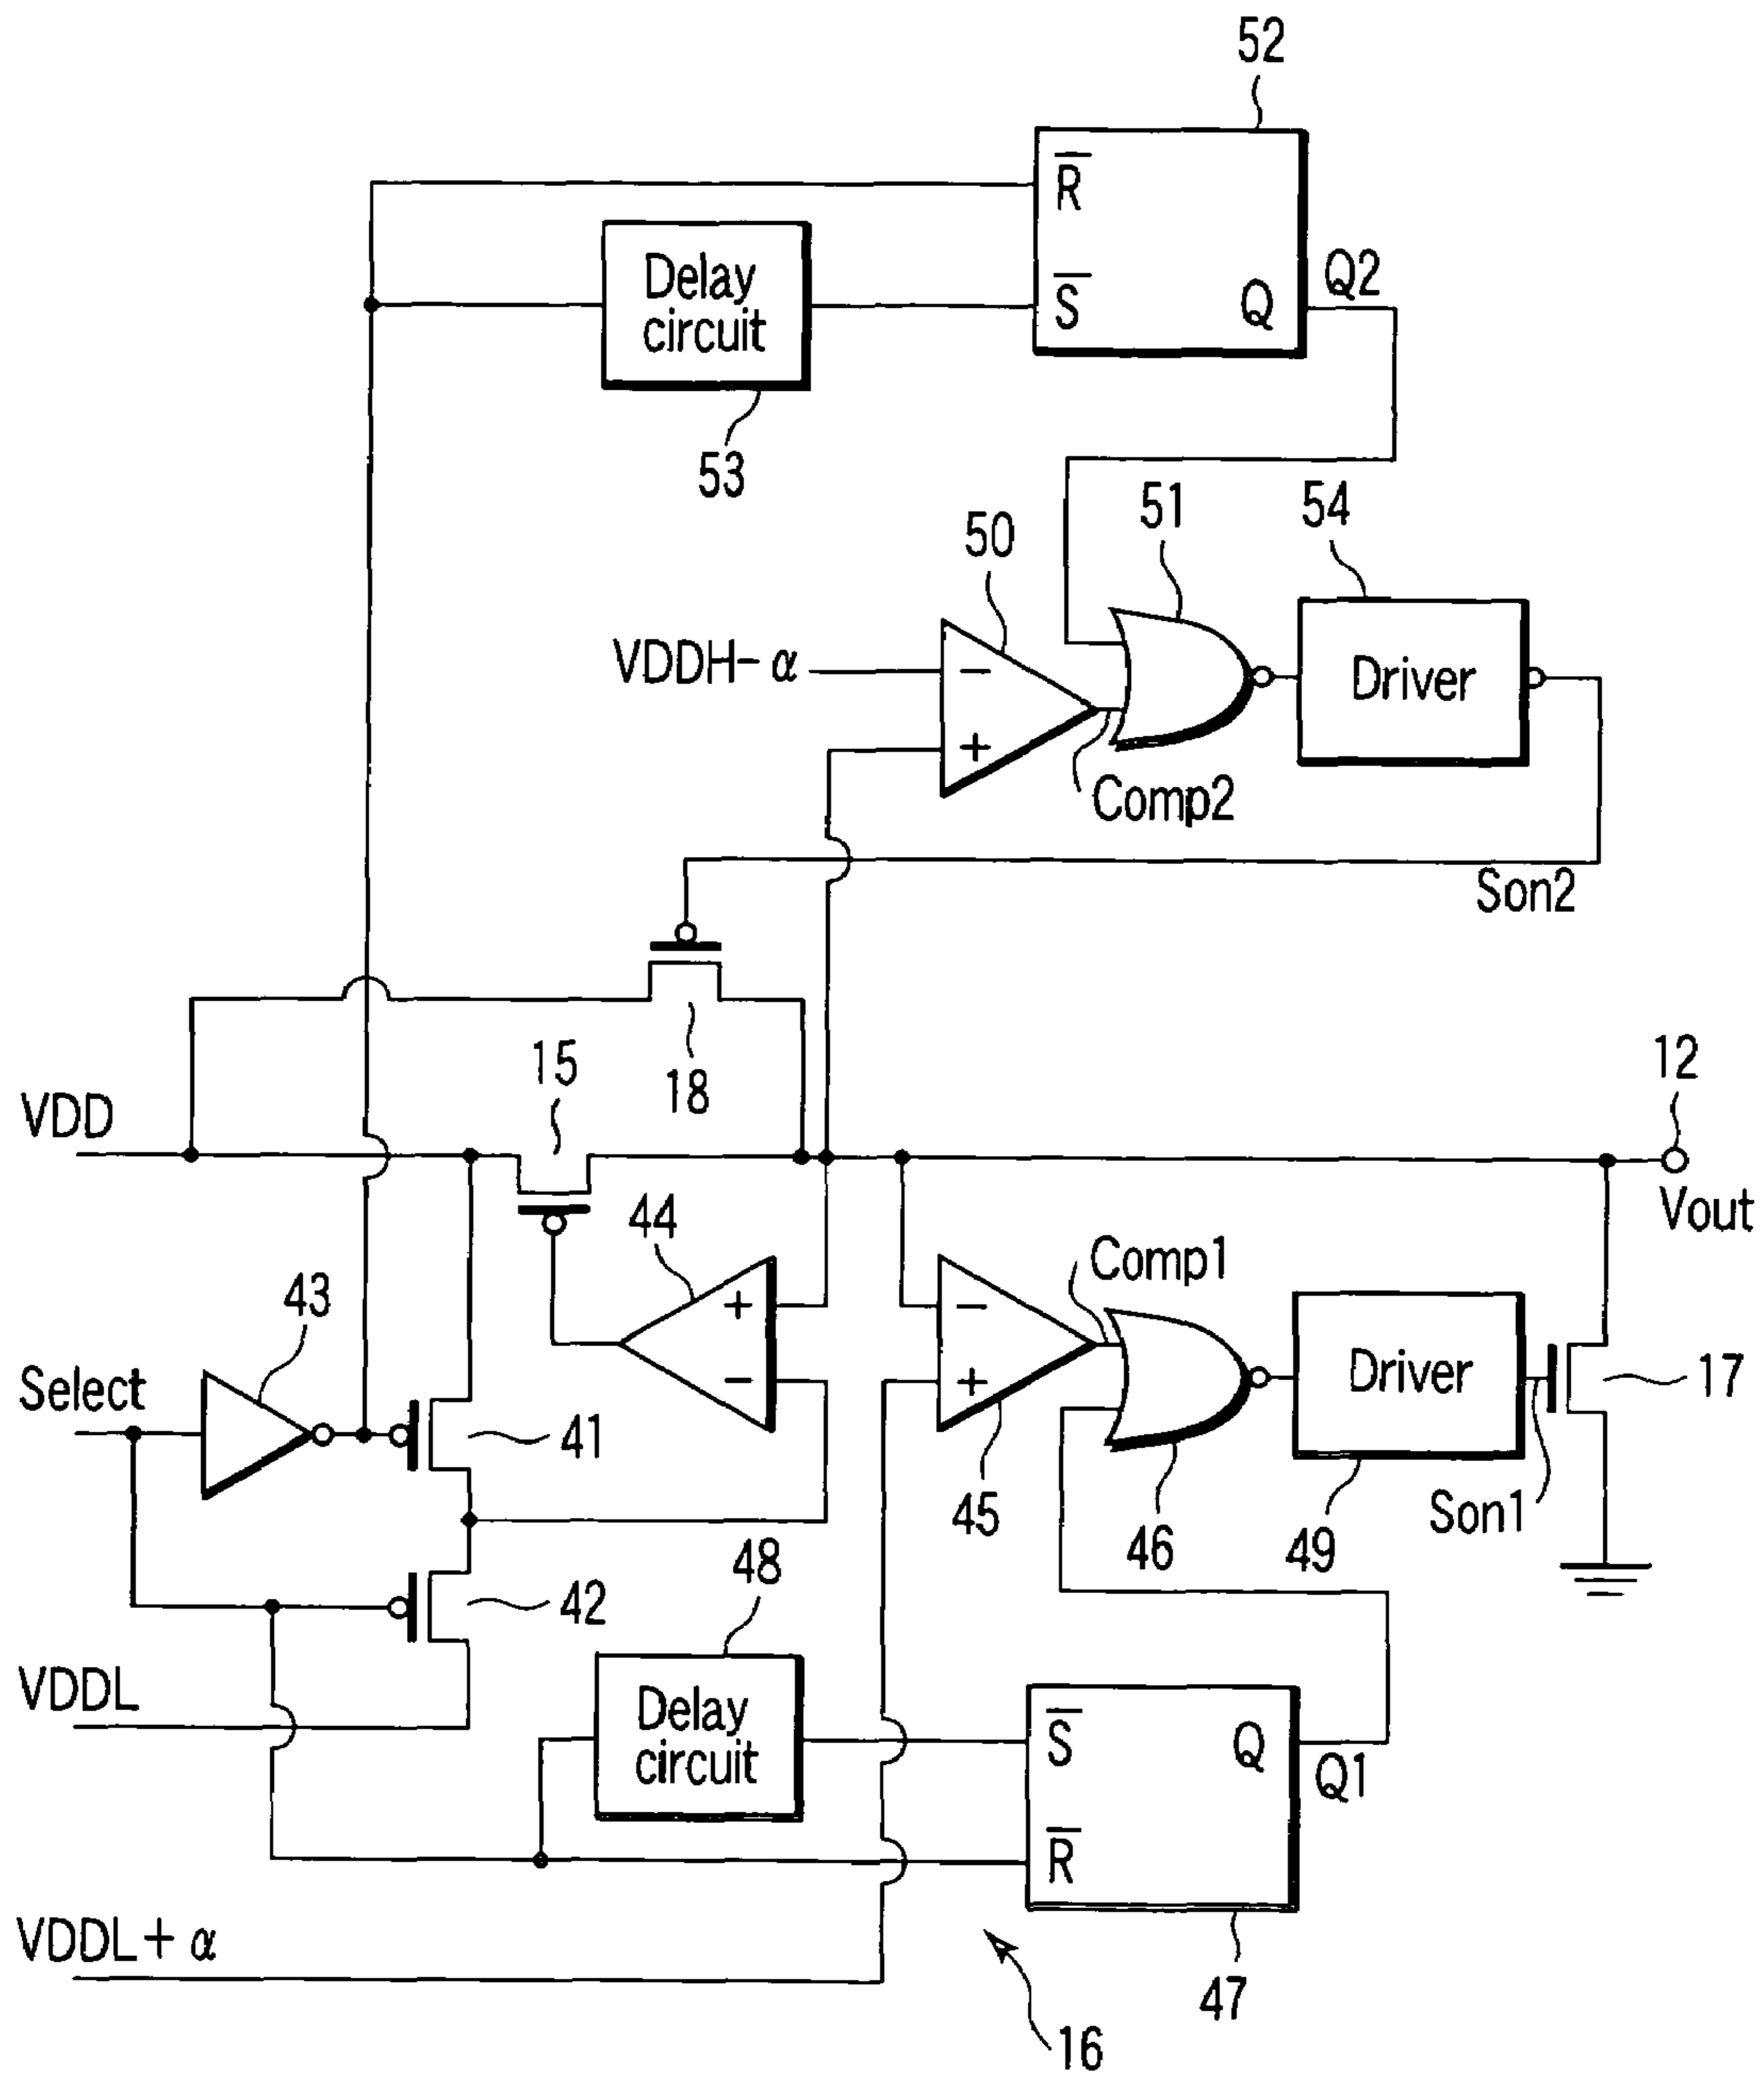 52
R
Delay
circuit
S
Q
Q2
53
50
51
54
VDDH- α
−
+
Driver
Comp2
Son2
15
18
12
VDD
Vout
44
43
+
−
Comp1
−
+
Driver
17
Select
41
45
46
49
Son1
42
48
VDDL
Delay
circuit
S
Q
Q1
R
VDDL+ α
47
16